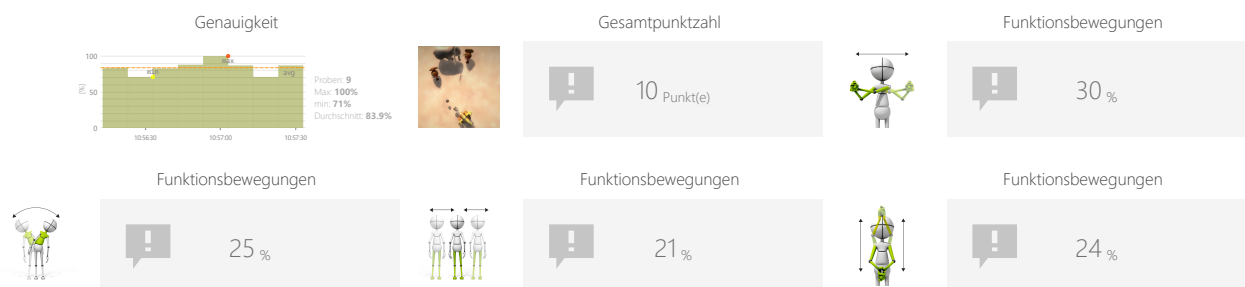 Genauigkeit
100
50
0
[%]
min
max
avg
10:56:30
10:57:00
10:57:30
Proben: 9
Max: 100%
min: 71%
Durchschnitt: 83.9%
Gesamtpunktzahl
10 Punkt(e)
Funktionsbewegungen
30 %
Funktionsbewegungen
25 %
Funktionsbewegungen
21 %
Funktionsbewegungen
24 %